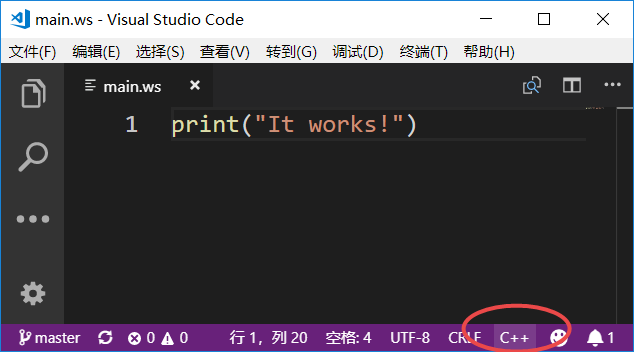 main.ws - Visual Studio Code
文件(F) 编辑(E) 选择(S) 查看(V) 转到(G) 调试(D) 终端(T) 帮助(H)
main.ws
1 print("It works!")
master 0 0 行 1，列 20 空格: 4 UTF-8 CRLF C++ 1